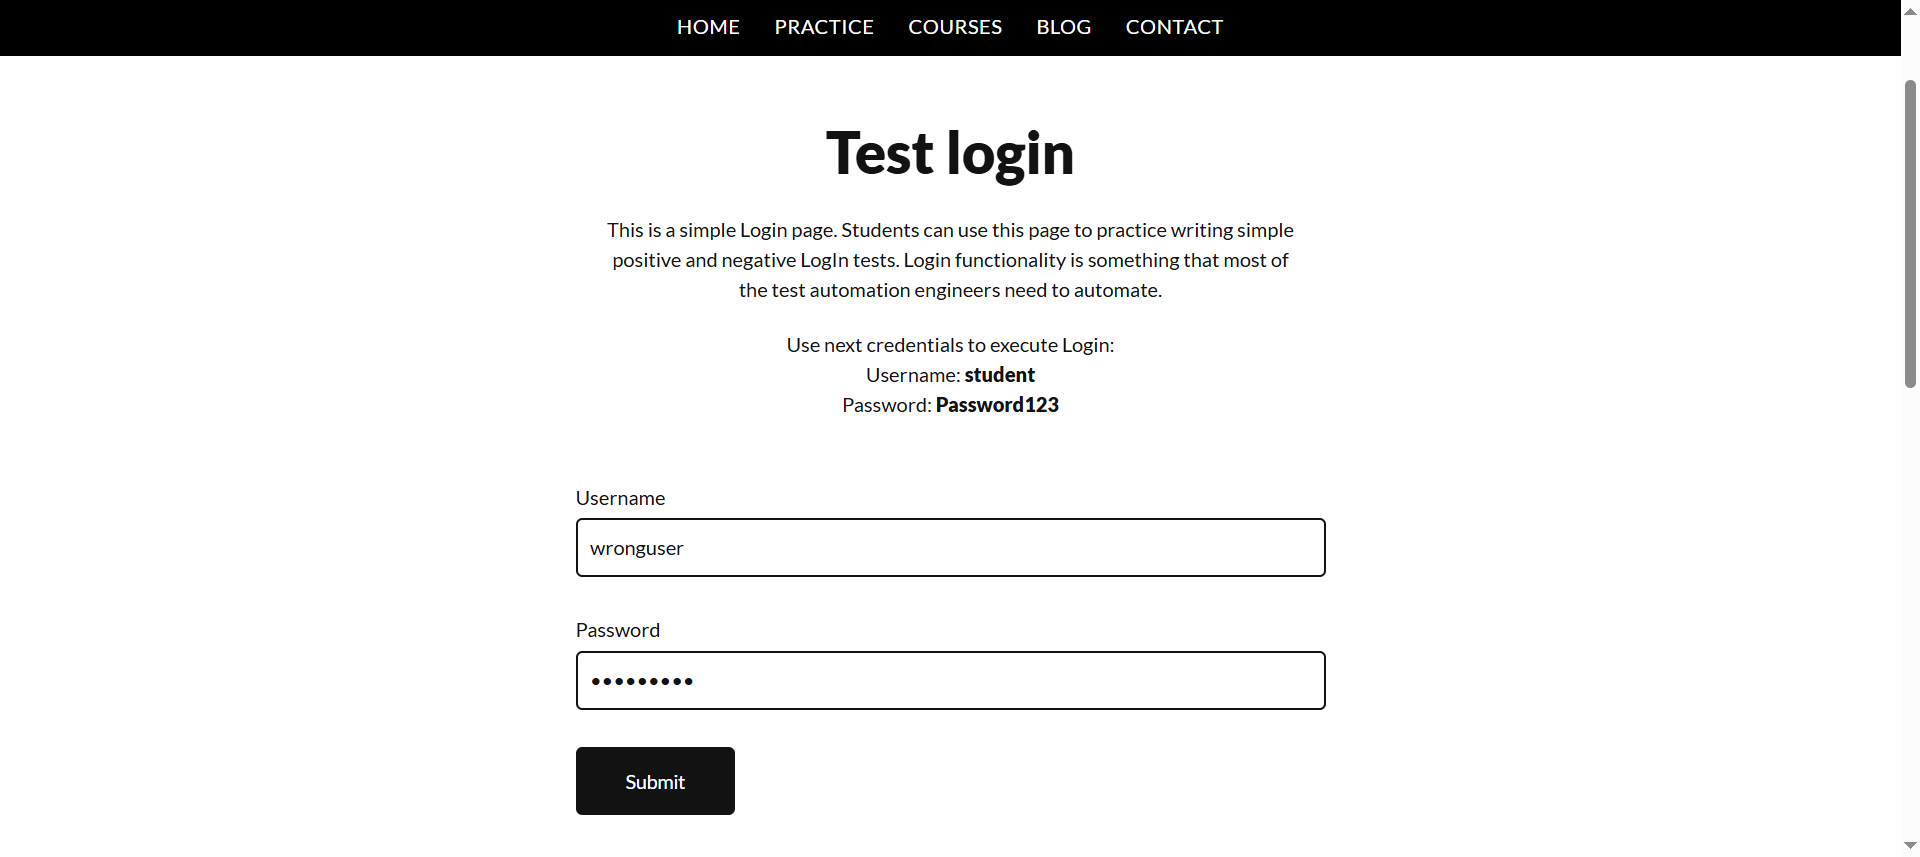 HOME PRACTICE COURSES BLOG CONTACT
Test login
This is a simple Login page. Students can use this page to practice writing simple
positive and negative LogIn tests. Login functionality is something that most of
the test automation engineers need to automate.
Use next credentials to execute Login:
Username: student
Password: Password123
Username
wronguser
Password
•••••••••
Submit